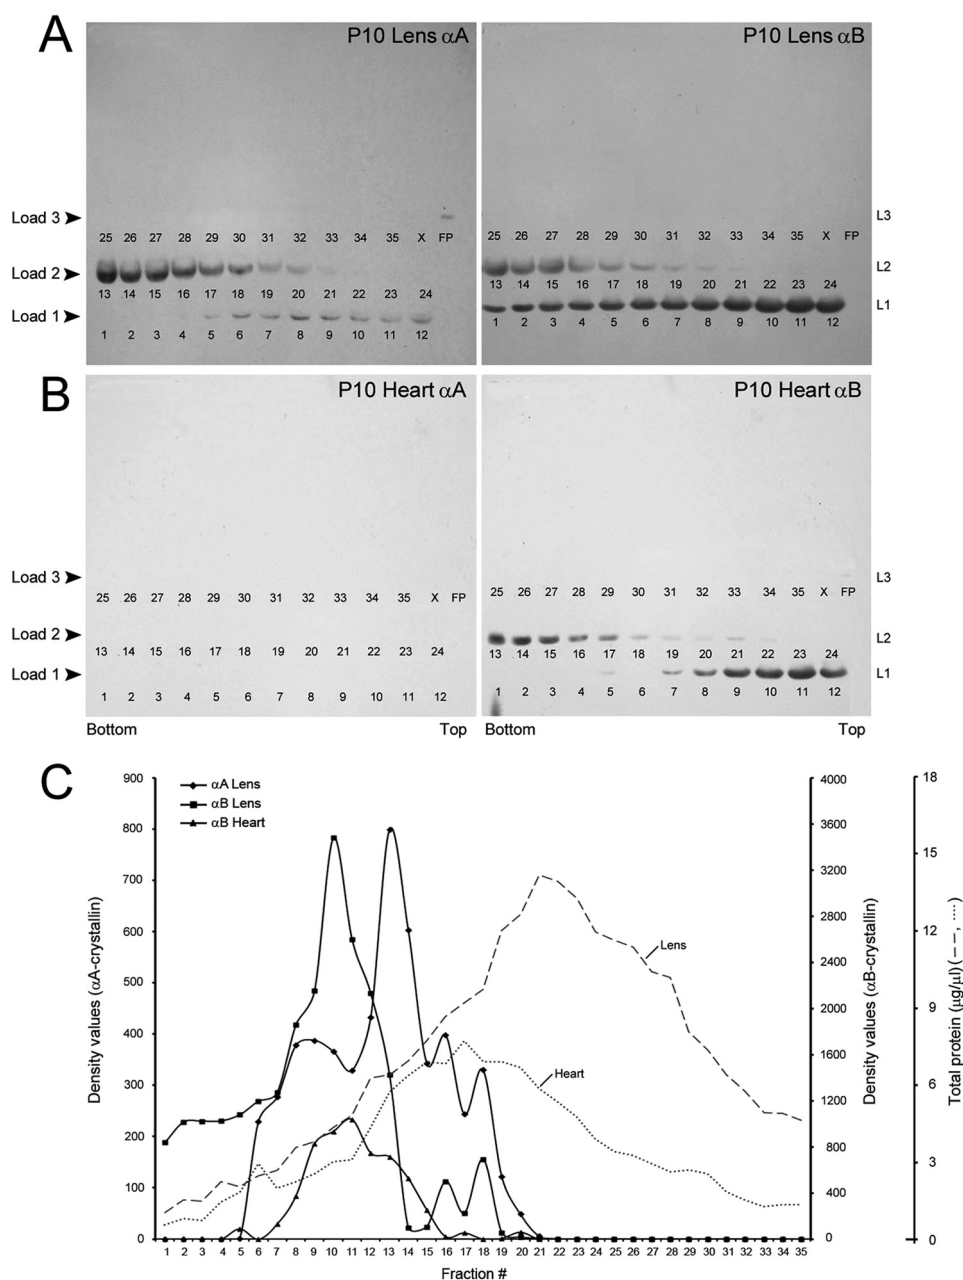 A
P10 Lens αA
P10 Lens αB
Load 3
L3
25 26 27 28 29 30 31 32 33 34 35 X FP
25 26 27 28 29 30 31 32 33 34 35 X FP
Load 2
L2
13 14 15 16 17 18 19 20 21 22 23 24
13 14 15 16 17 18 19 20 21 22 23 24
Load 1
L1
1 2 3 4 5 6 7 8 9 10 11 12
1 2 3 4 5 6 7 8 9 10 11 12
B
P10 Heart αA
P10 Heart αB
Load 3
L3
25 26 27 28 29 30 31 32 33 34 35 X FP
25 26 27 28 29 30 31 32 33 34 35 X FP
Load 2
L2
13 14 15 16 17 18 19 20 21 22 23 24
13 14 15 16 17 18 19 20 21 22 23 24
Load 1
L1
1 2 3 4 5 6 7 8 9 10 11 12
1 2 3 4 5 6 7 8 9 10 11 12
Bottom Top
Bottom Top
C
αA Lens
αB Lens
αB Heart
Density values (αA-crystallin)
900
800
700
600
500
400
300
200
100
0
Lens
Heart
4000
3600
3200
2800
2400
2000
1600
1200
800
400
0
Density values (αB-crystallin)
18
15
12
9
6
3
0
Total protein (µg/µl)(– –, ....)
1 2 3 4 5 6 7 8 9 10 11 12 13 14 15 16 17 18 19 20 21 22 23 24 25 26 27 28 29 30 31 32 33 34 35
Fraction #